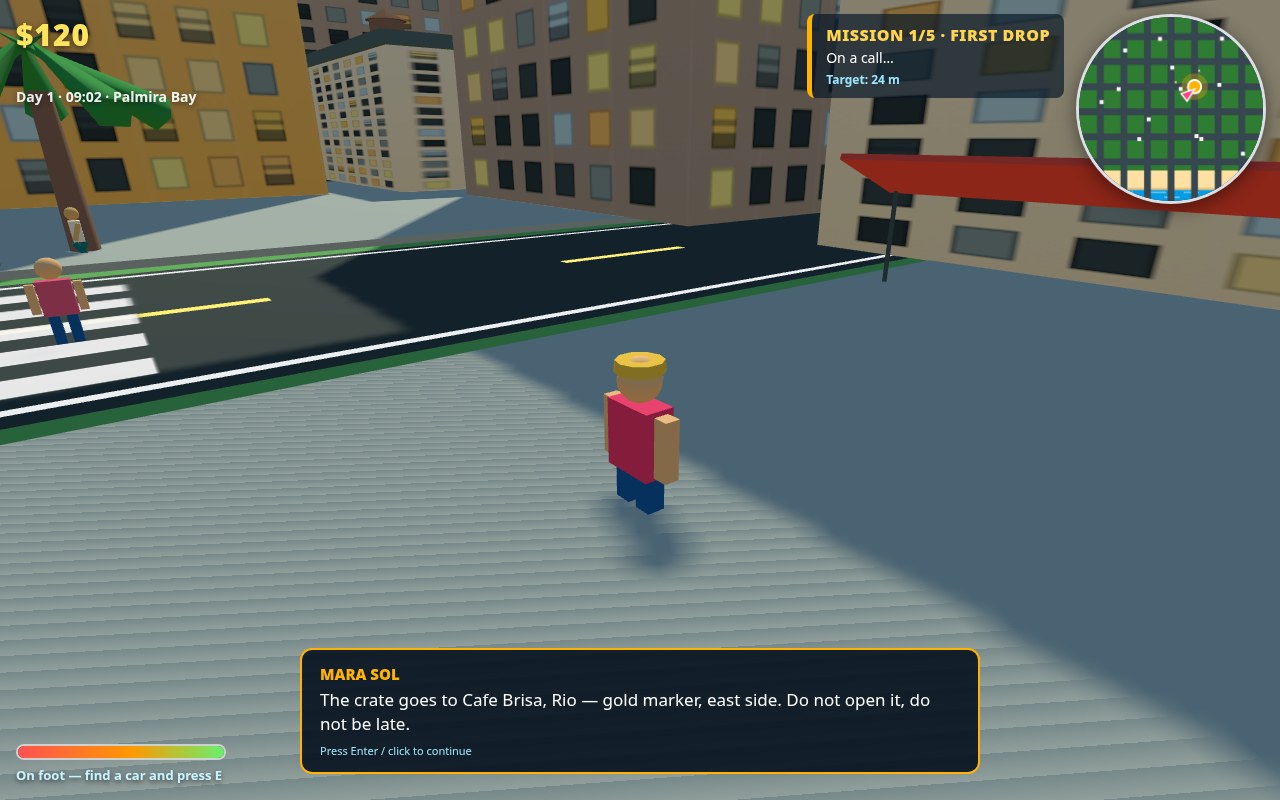 $120
Day 1 · 09:02 · Palmira Bay
MISSION 1/5 · FIRST DROP
On a call...
Target: 24 m
MARA SOL
The crate goes to Cafe Brisa, Rio — gold marker, east side. Do not open it, do
not be late.
Press Enter / click to continue
On foot — find a car and press E